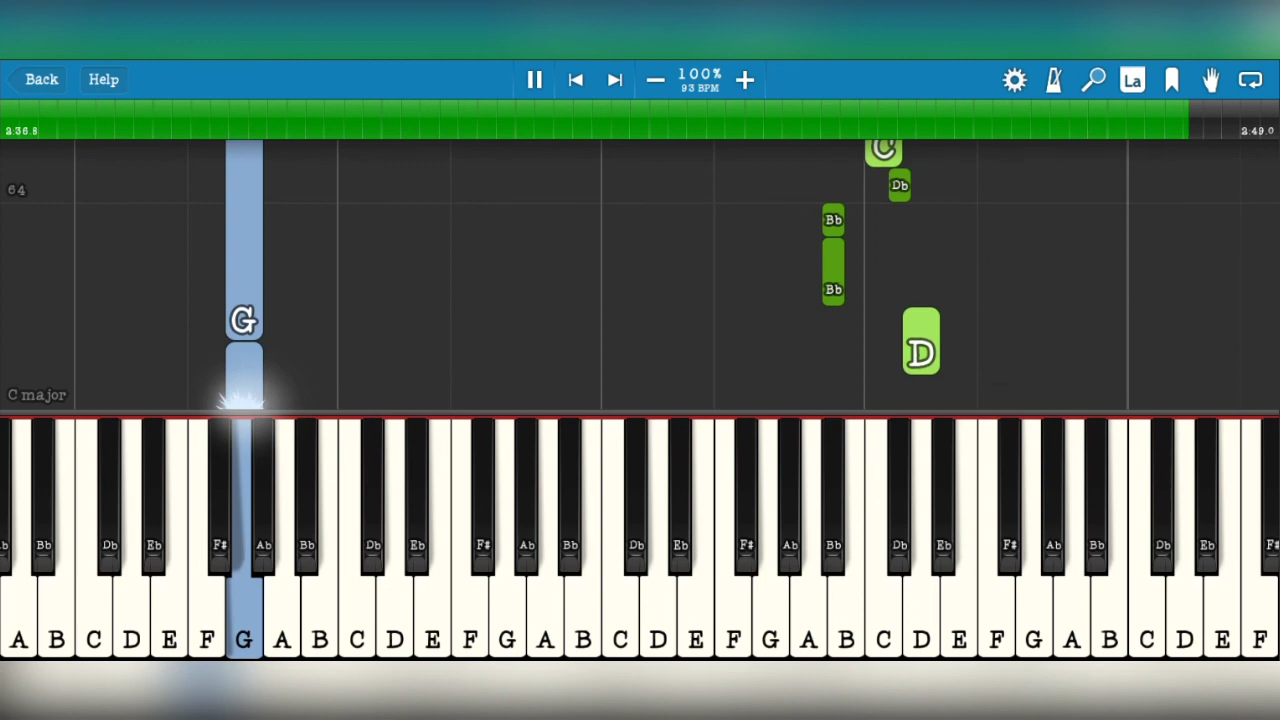 Back Help 100% La
93 BPM
2:36.8 2:49.0
C
64 Db
Bb
Bb
G
D
C major
Bb Db Eb F# Ab Bb Db Eb F# Ab Bb Db Eb F# Ab Bb Db Eb F# Ab Bb Db Eb
A B C D E F G A B C D E F G A B C D E F G A B C D E F G A B C D E F